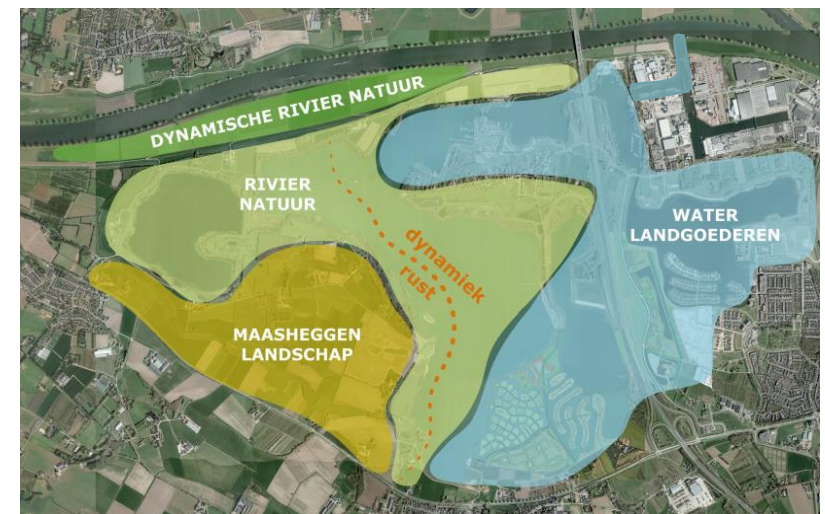 DYNAMISCHE RIVIER NATUUR
RIVIER
NATUUR
WATER
LANDGOEDEREN
dynamiek
rust
MAASHEGGEN
LANDSCHAP